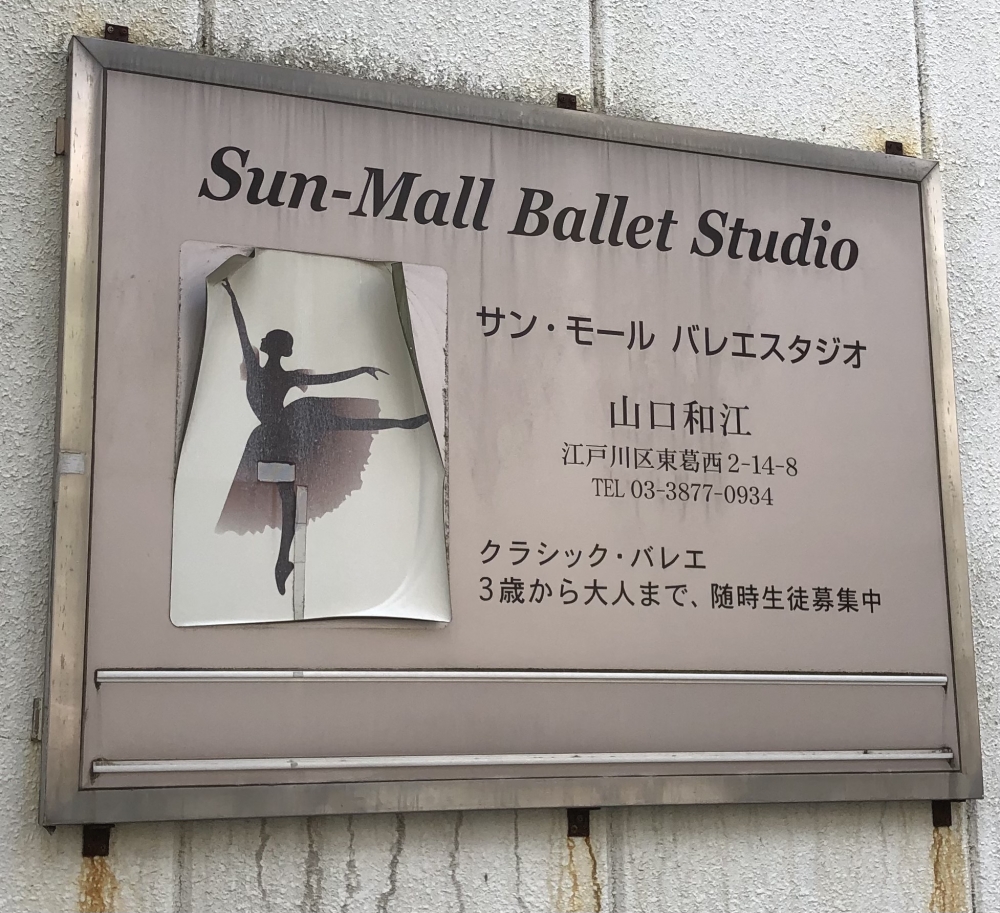 Sun-Mall Ballet Studio
サン・モール バレエスタジオ
山口和江
江戸川区東葛西2-14-8
TEL 03-3877-0934
クラシック・バレエ
3歳から大人まで、随時生徒募集中